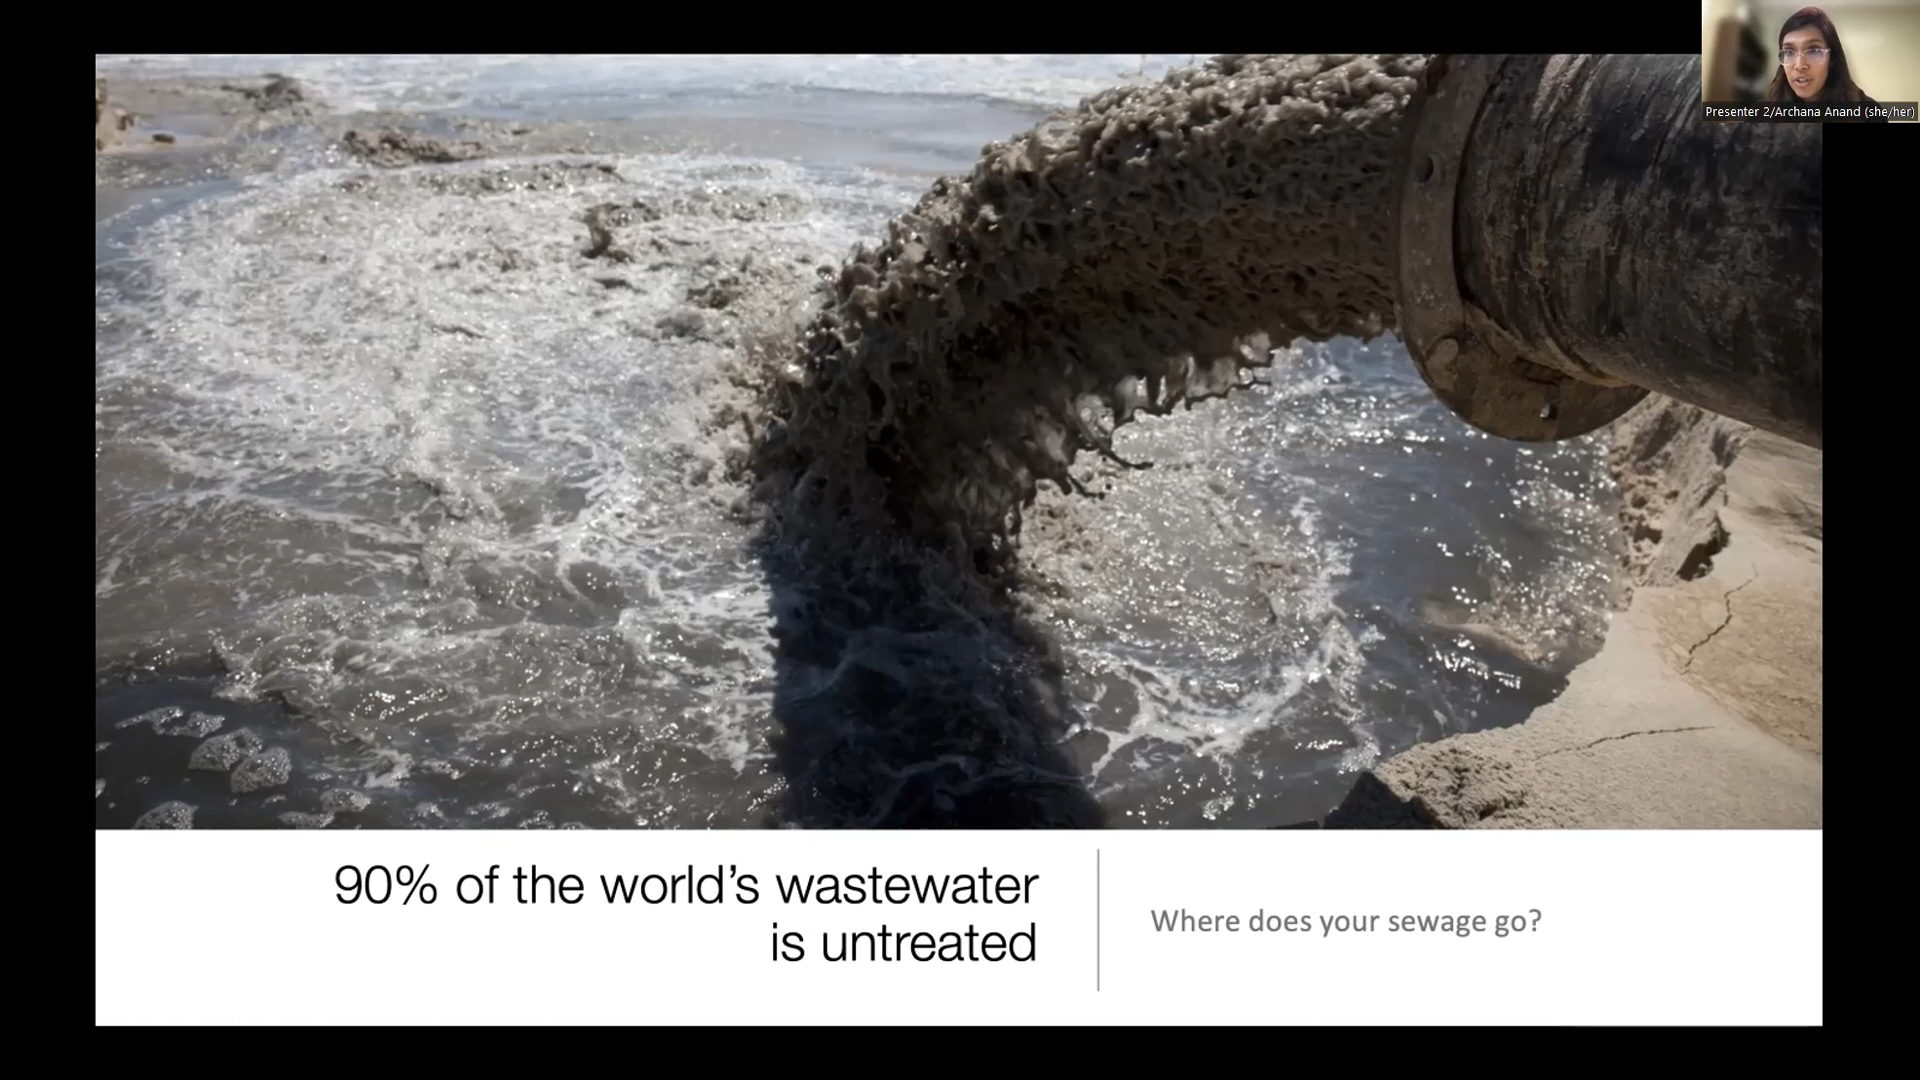 Presenter 2/Archana Anand (she/her)
90% of the world’s wastewater
is untreated
Where does your sewage go?